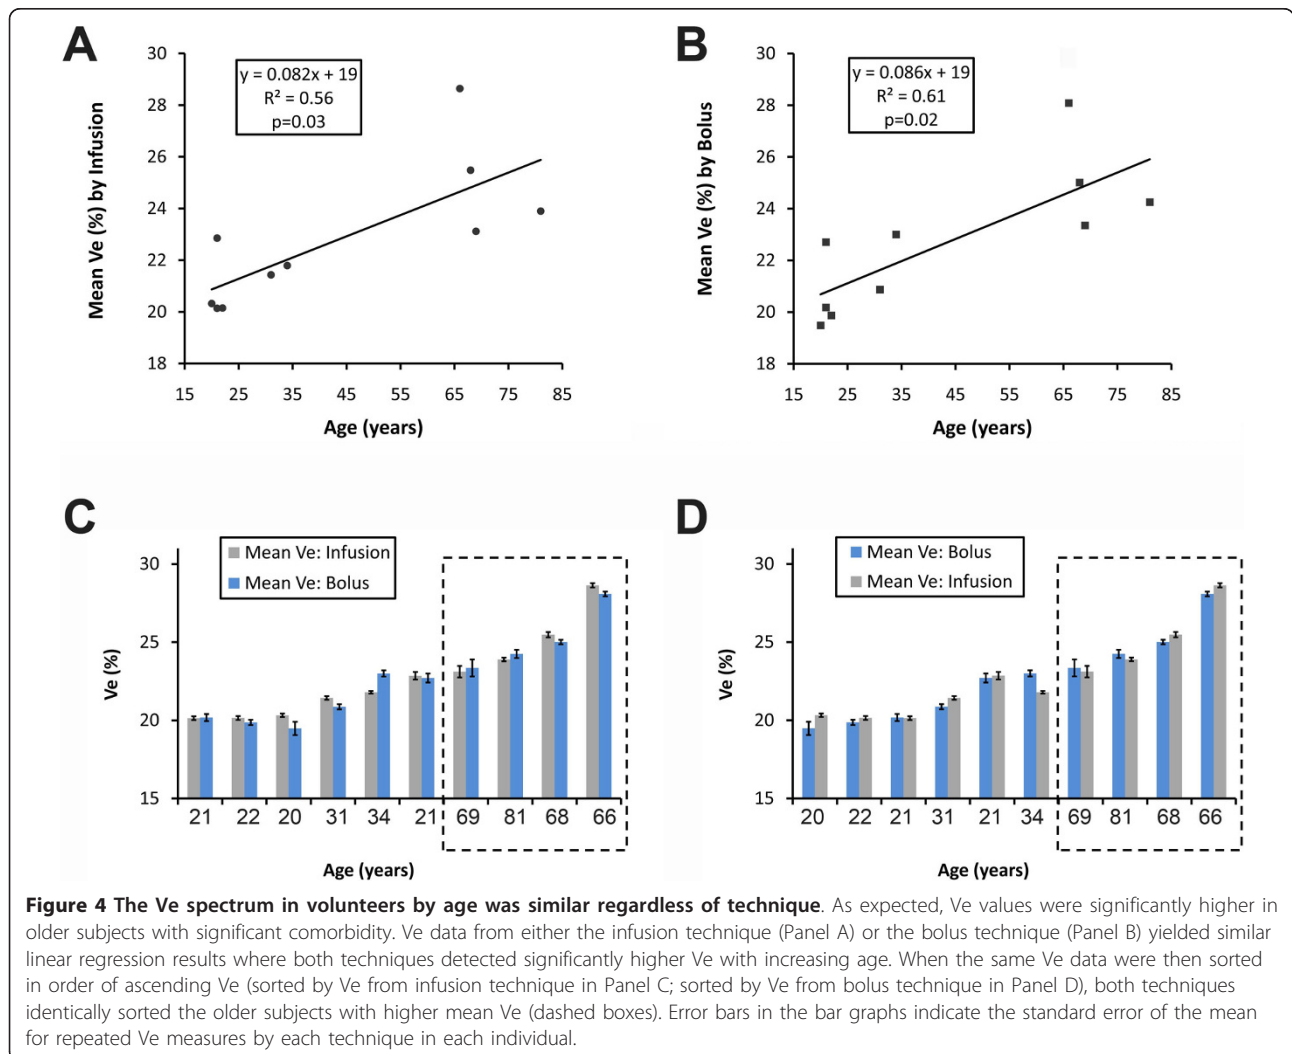 A
30
28
26
24
22
20
18
Mean Ve (%) by Infusion
y = 0.082x + 19
R² = 0.56
p=0.03
15 25 35 45 55 65 75 85
Age (years)
B
30
28
26
24
22
20
18
Mean Ve (%) by Bolus
y = 0.086x + 19
R² = 0.61
p=0.02
15 25 35 45 55 65 75 85
Age (years)
C
30
25
20
15
Ve (%)
Mean Ve: Infusion
Mean Ve: Bolus
21 22 20 31 34 21 69 81 68 66
Age (years)
D
30
25
20
15
Ve (%)
Mean Ve: Bolus
Mean Ve: Infusion
20 22 21 31 21 34 69 81 68 66
Age (years)
Figure 4 The Ve spectrum in volunteers by age was similar regardless of technique. As expected, Ve values were significantly higher in
older subjects with significant comorbidity. Ve data from either the infusion technique (Panel A) or the bolus technique (Panel B) yielded similar
linear regression results where both techniques detected significantly higher Ve with increasing age. When the same Ve data were then sorted
in order of ascending Ve (sorted by Ve from infusion technique in Panel C; sorted by Ve from bolus technique in Panel D), both techniques
identically sorted the older subjects with higher mean Ve (dashed boxes). Error bars in the bar graphs indicate the standard error of the mean
for repeated Ve measures by each technique in each individual.